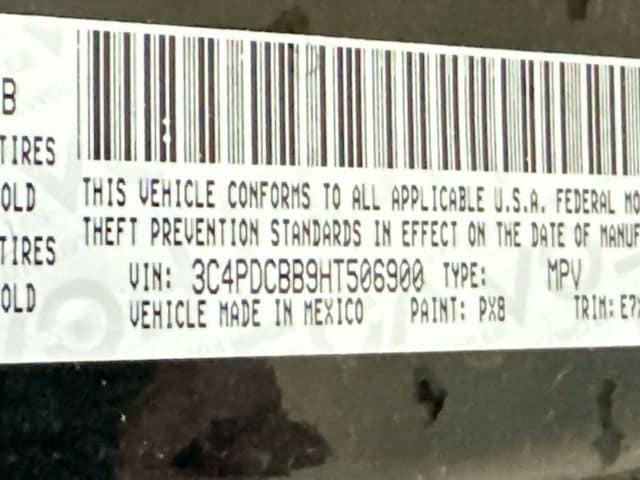 B
TIRES
OLD
TIRES
OLD
THIS VEHICLE CONFORMS TO ALL APPLICABLE U.S.A. FEDERAL MO
THEFT PREVENTION STANDARDS IN EFFECT ON THE DATE OF MANUF
VIN: 3C4PDCBB9HT506900 TYPE: MPV
VEHICLE MADE IN MEXICO PAINT: PX8 TRIM: E7X